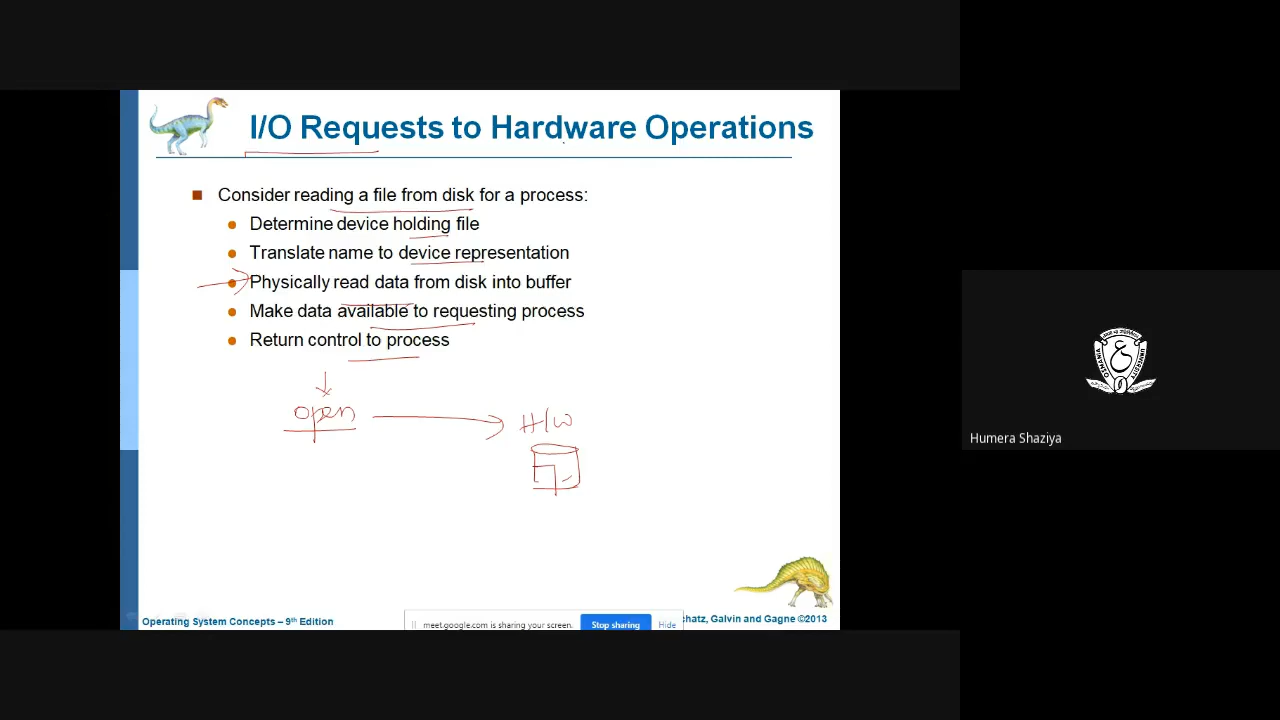 I/O Requests to Hardware Operations
Consider reading a file from disk for a process:
Determine device holding file
Translate name to device representation
Physically read data from disk into buffer
Make data available to requesting process
Return control to process
open
H/W
Operating System Concepts – 9th Edition
meet.google.com is sharing your screen.
Stop sharing
Hide
chatz, Galvin and Gagne ©2013
OSMANIA UNIVERSITY
Humera Shaziya